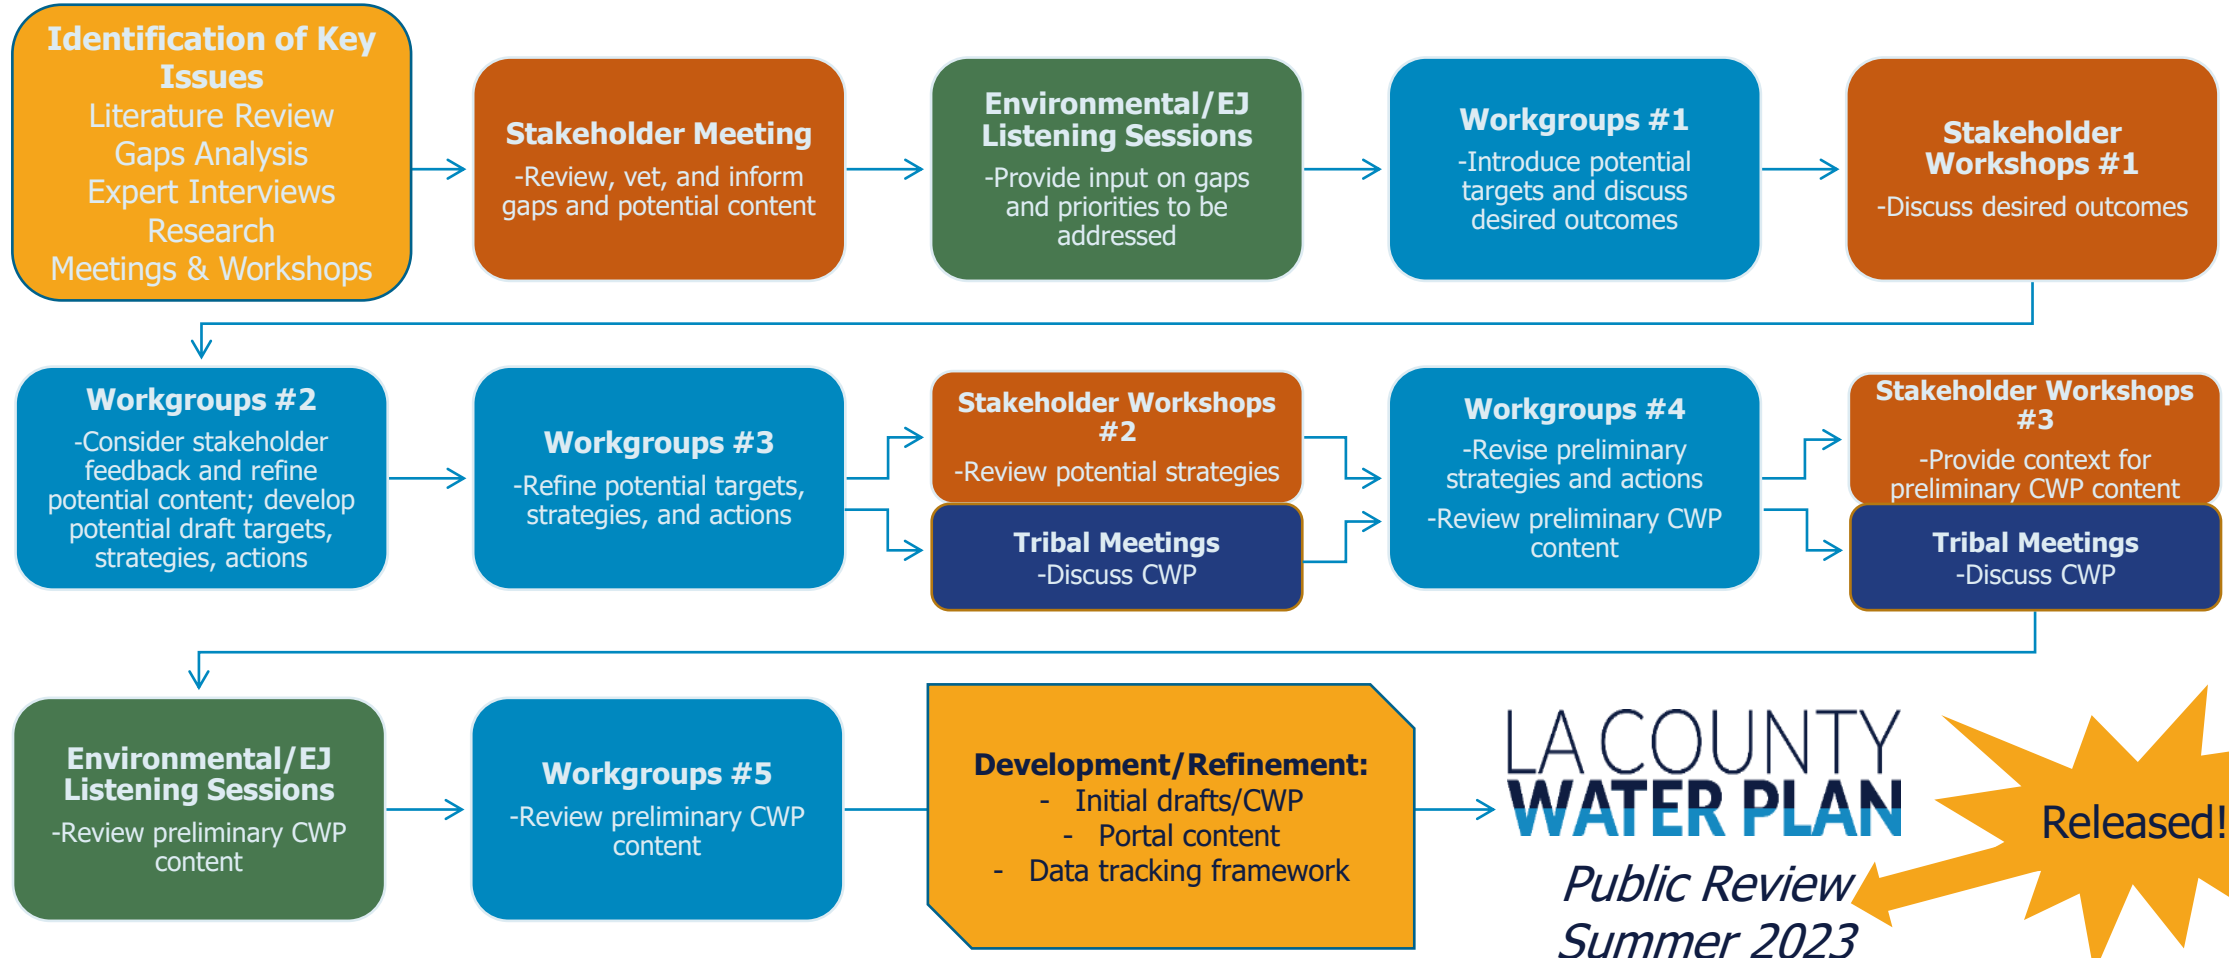 Identification of Key
Issues
Literature Review
Gaps Analysis
Expert Interviews
Research
Meetings & Workshops
Stakeholder Meeting
-Review, vet, and inform
gaps and potential content
Environmental/EJ
Listening Sessions
-Provide input on gaps
and priorities to be
addressed
Workgroups #1
-Introduce potential
targets and discuss
desired outcomes
Stakeholder
Workshops #1
-Discuss desired outcomes
Workgroups #2
-Consider stakeholder
feedback and refine
potential content; develop
potential draft targets,
strategies, actions
Workgroups #3
-Refine potential targets,
strategies, and actions
Stakeholder Workshops
#2
-Review potential strategies
Tribal Meetings
-Discuss CWP
Workgroups #4
-Revise preliminary
strategies and actions
-Review preliminary CWP
content
Stakeholder Workshops
#3
-Provide context for
preliminary CWP content
Tribal Meetings
-Discuss CWP
Environmental/EJ
Listening Sessions
-Review preliminary CWP
content
Workgroups #5
-Review preliminary CWP
content
Development/Refinement:
- Initial drafts/CWP
- Portal content
- Data tracking framework
LA COUNTY
WATER PLAN
Public Review
Summer 2023
Released!